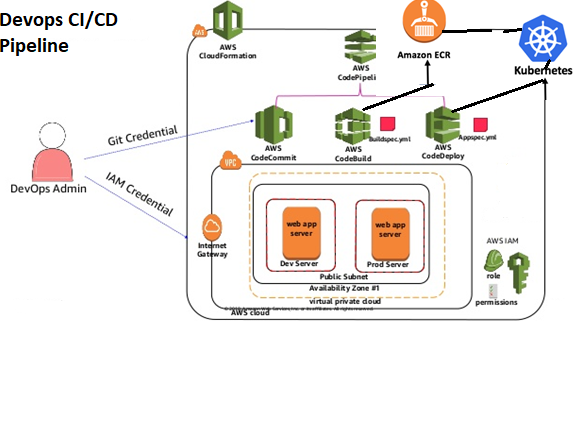 Devops CI/CD
Pipeline
AWS
CloudFormation
AWS
CodePipeli
Amazon ECR
Kubernetes
Git Credential
AWS
CodeCommit
AWS
CodeBuild
Buildspec.yml
AWS
CodeDeploy
Appspec.yml
DevOps Admin
IAM Credential
VPC
Internet
Gateway
web app
server
Dev Server
web app
server
Prod Server
Public Subnet
Availability Zone #1
virtual private cloud
AWS cloud
AWS IAM
role
permissions